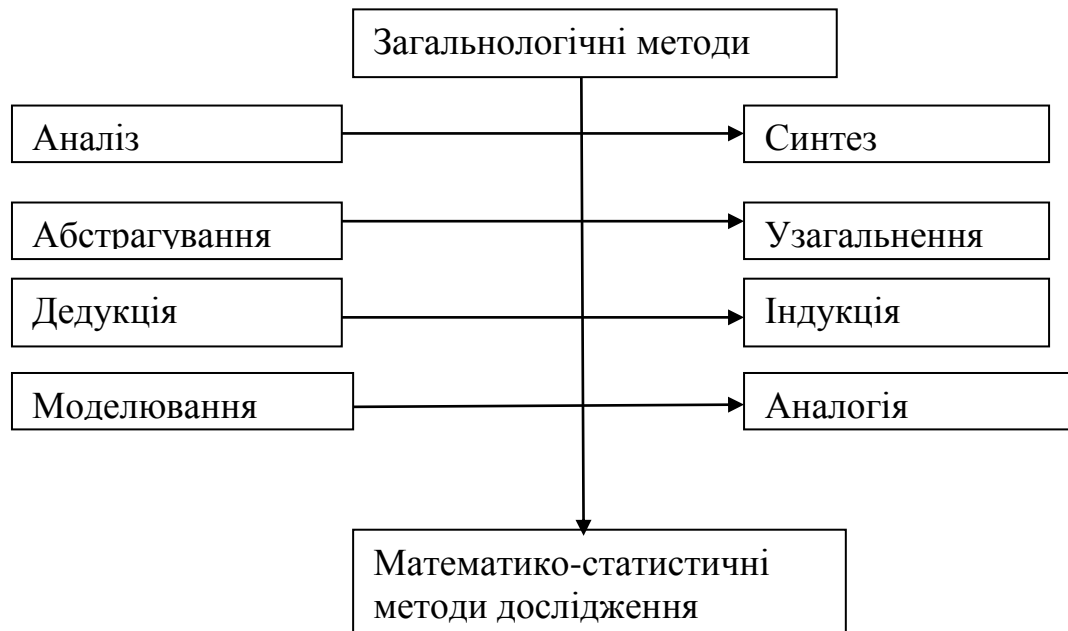 Загальнологічні методи
Аналіз
Синтез
Абстрагування
Узагальнення
Дедукція
Індукція
Моделювання
Аналогія
Математико-статистичні
методи дослідження